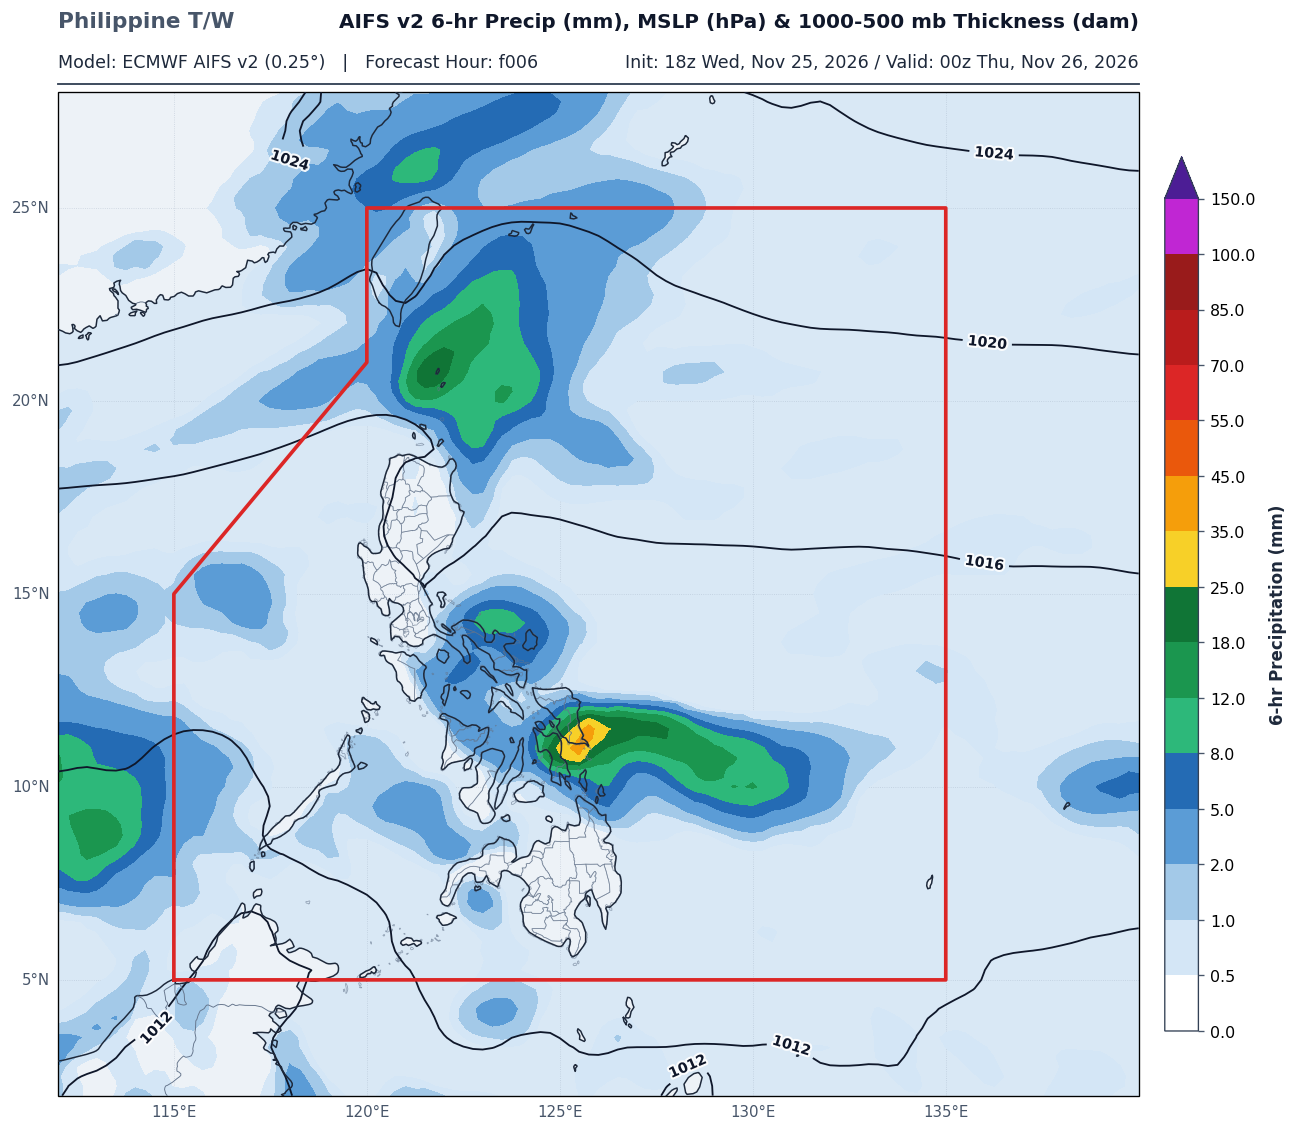 Philippine T/W
AIFS v2 6-hr Precip (mm), MSLP (hPa) & 1000-500 mb Thickness (dam)
Model: ECMWF AIFS v2 (0.25°) | Forecast Hour: f006
Init: 18z Wed, Nov 25, 2026 / Valid: 00z Thu, Nov 26, 2026
1024
1024
1020
1016
1012
1012
1012
25°N
20°N
15°N
10°N
5°N
115°E
120°E
125°E
130°E
135°E
150.0
100.0
85.0
70.0
55.0
45.0
35.0
25.0
18.0
12.0
8.0
5.0
2.0
1.0
0.5
0.0
6-hr Precipitation (mm)